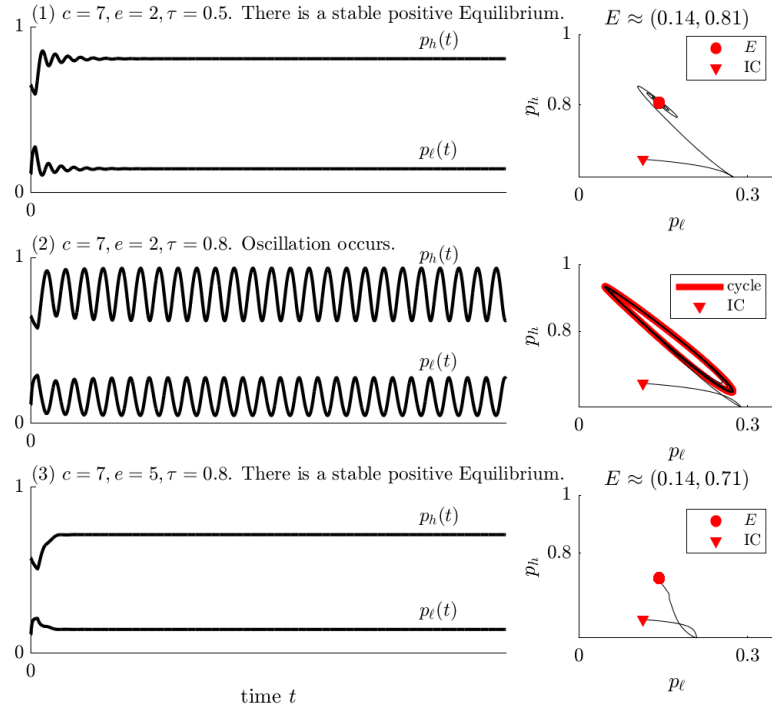 (1) c = 7, e = 2, τ = 0.5. There is a stable positive Equilibrium.
E ≈ (0.14, 0.81)
1
p_h(t)
p_ℓ(t)
0
0
1
0.8
p_h
E
IC
0
0.3
p_ℓ
(2) c = 7, e = 2, τ = 0.8. Oscillation occurs.
1
p_h(t)
p_ℓ(t)
0
0
1
0.8
p_h
cycle
IC
0
0.3
p_ℓ
(3) c = 7, e = 5, τ = 0.8. There is a stable positive Equilibrium.
E ≈ (0.14, 0.71)
1
p_h(t)
p_ℓ(t)
0
0
time t
1
0.8
p_h
E
IC
0
0.3
p_ℓ